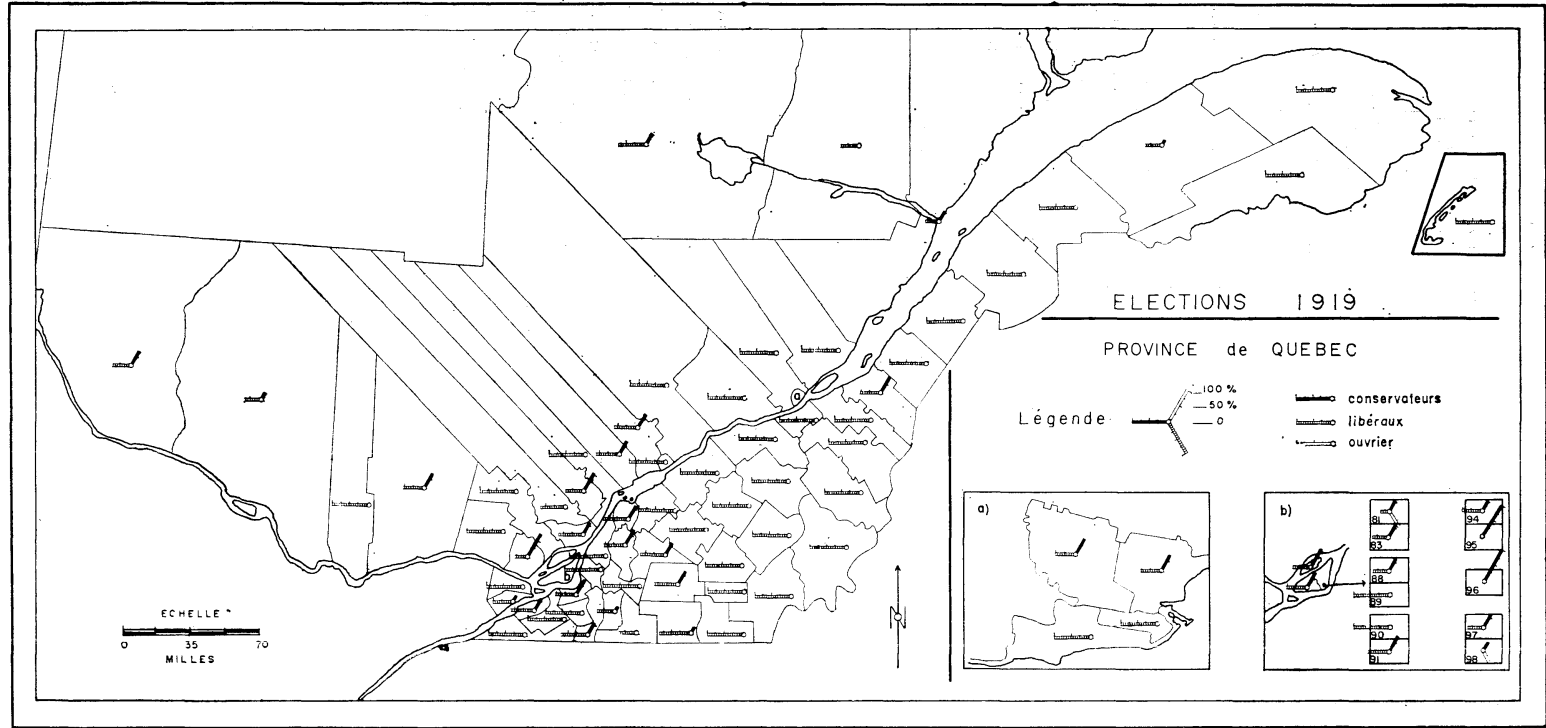 ELECTIONS 1919
PROVINCE de QUEBEC
Légende
100 %
50 %
0
conservateurs
libéraux
ouvrier
a
b
ECHELLE
0 35 70
MILLES
N
a)
b)
81
83
88
89
90
91
94
95
96
97
98